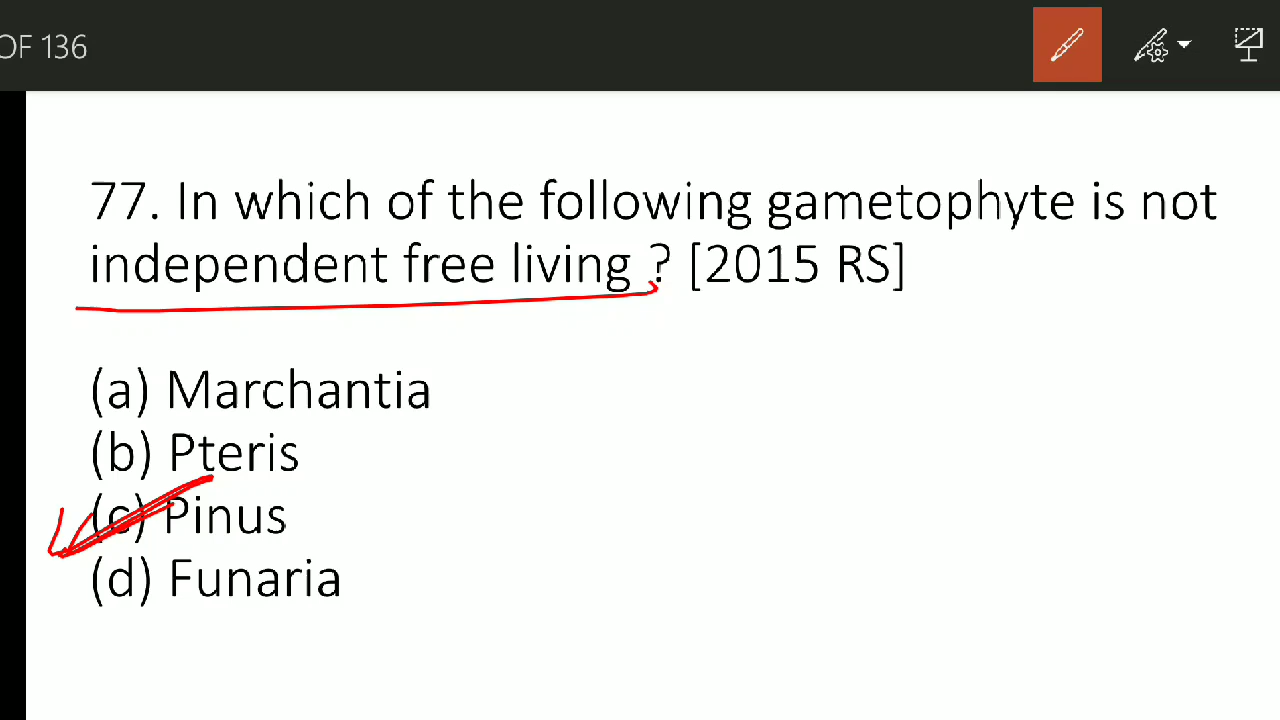 OF 136
77. In which of the following gametophyte is not
independent free living ? [2015 RS]
(a) Marchantia
(b) Pteris
(c) Pinus
(d) Funaria